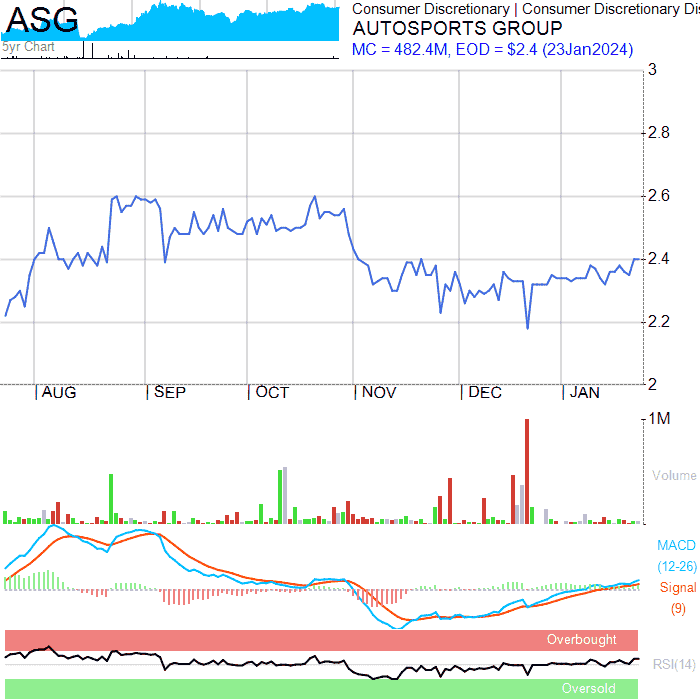 ASG
5yr Chart
Consumer Discretionary | Consumer Discretionary Dis
AUTOSPORTS GROUP
MC = 482.4M, EOD = $2.4 (23Jan2024)
3
2.8
2.6
2.4
2.2
2
|AUG |SEP |OCT |NOV |DEC |JAN
1M
Volume
MACD
(12-26)
Signal
(9)
Overbought
RSI(14)
Oversold